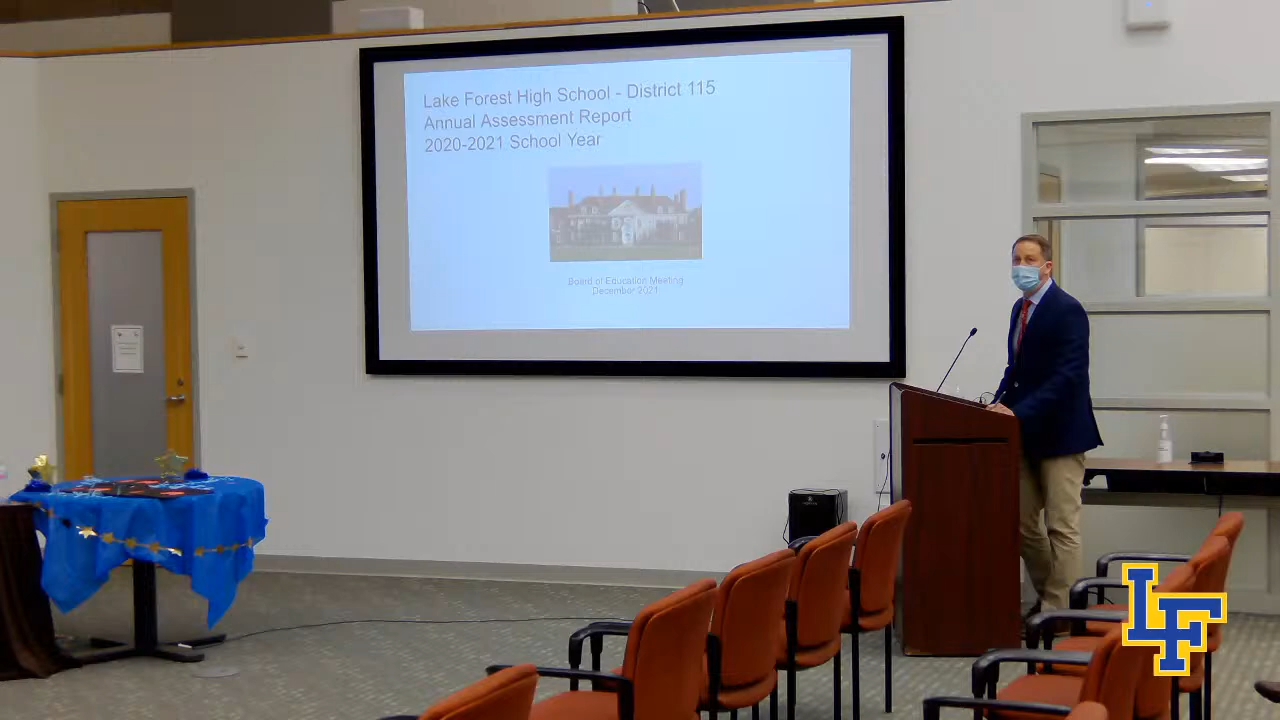 Lake Forest High School - District 115
Annual Assessment Report
2020-2021 School Year
Board of Education Meeting
December 2021
LF